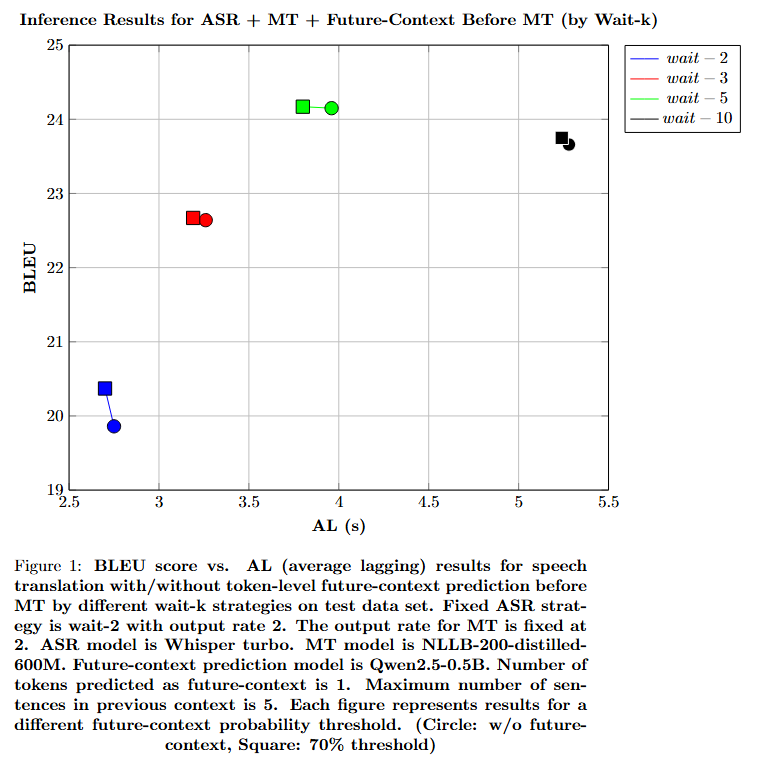 Inference Results for ASR + MT + Future-Context Before MT (by Wait-k)
25
24
23
22
21
20
19
BLEU
2.5 3 3.5 4 4.5 5 5.5
AL (s)
wait − 2
wait − 3
wait − 5
wait − 10
Figure 1: BLEU score vs. AL (average lagging) results for speech
translation with/without token-level future-context prediction before
MT by different wait-k strategies on test data set. Fixed ASR strat-
egy is wait-2 with output rate 2. The output rate for MT is fixed at
2. ASR model is Whisper turbo. MT model is NLLB-200-distilled-
600M. Future-context prediction model is Qwen2.5-0.5B. Number of
tokens predicted as future-context is 1. Maximum number of sen-
tences in previous context is 5. Each figure represents results for a
different future-context probability threshold. (Circle: w/o future-
context, Square: 70% threshold)